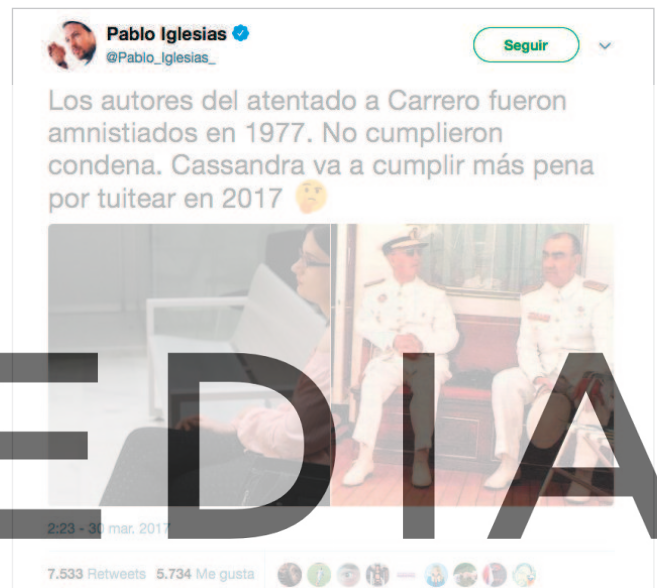 Pablo Iglesias
@Pablo_Iglesias_
Seguir
Los autores del atentado a Carrero fueron
amnistiados en 1977. No cumplieron
condena. Cassandra va a cumplir más pena
por tuitear en 2017 🤔
EDIA
2:23 - 30 mar. 2017
7.533 Retweets 5.734 Me gusta